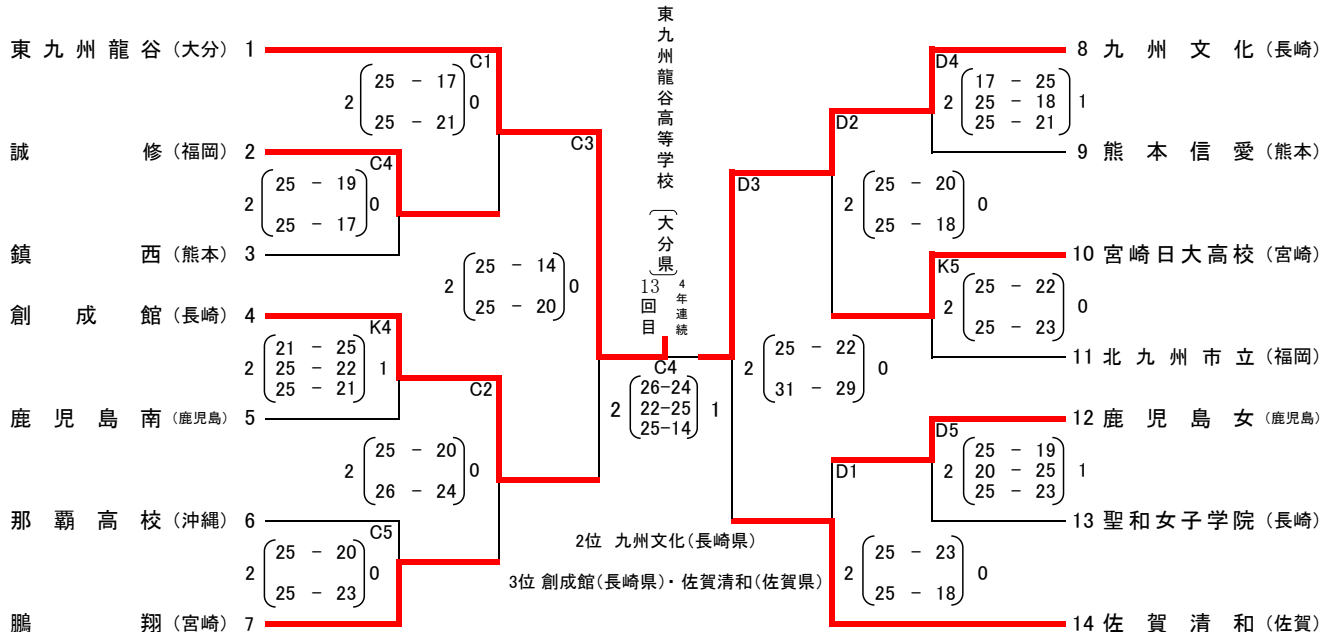 東九州龍谷(大分) 1
C1
25 - 17
2 0
25 - 21
誠修(福岡) 2
C4
25 - 19
2 0
25 - 17
鎮西(熊本) 3
C3
25 - 14
2 0
25 - 20
創成館(長崎) 4
K4
21 - 25
2 25 - 22 1
25 - 21
鹿児島南(鹿児島) 5
C2
25 - 20
2 0
26 - 24
那覇高校(沖縄) 6
C5
25 - 20
2 0
25 - 23
鵬翔(宮崎) 7
東九州龍谷高等学校
(大分県)
4年連続
13回目
C4
26-24
2 22-25 1
25-14
2位 九州文化(長崎県)
3位 創成館(長崎県)・佐賀清和(佐賀県)
8 九州文化(長崎)
D4
17 - 25
2 25 - 18 1
25 - 21
9 熊本信愛(熊本)
D2
25 - 20
2 0
25 - 18
10 宮崎日大高校(宮崎)
K5
25 - 22
2 0
25 - 23
11 北九州市立(福岡)
D3
25 - 22
2 0
31 - 29
12 鹿児島女(鹿児島)
D5
25 - 19
2 20 - 25 1
25 - 23
13 聖和女子学院(長崎)
D1
25 - 23
2 0
25 - 18
14 佐賀清和(佐賀)